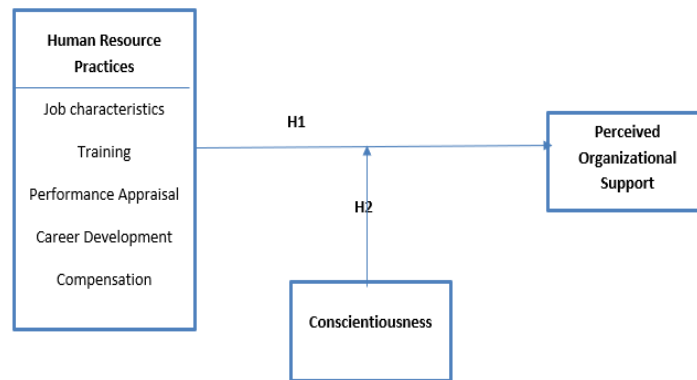 Human Resource
Practices
Job characteristics
Training
Performance Appraisal
Career Development
Compensation
H1
H2
Perceived
Organizational
Support
Conscientiousness